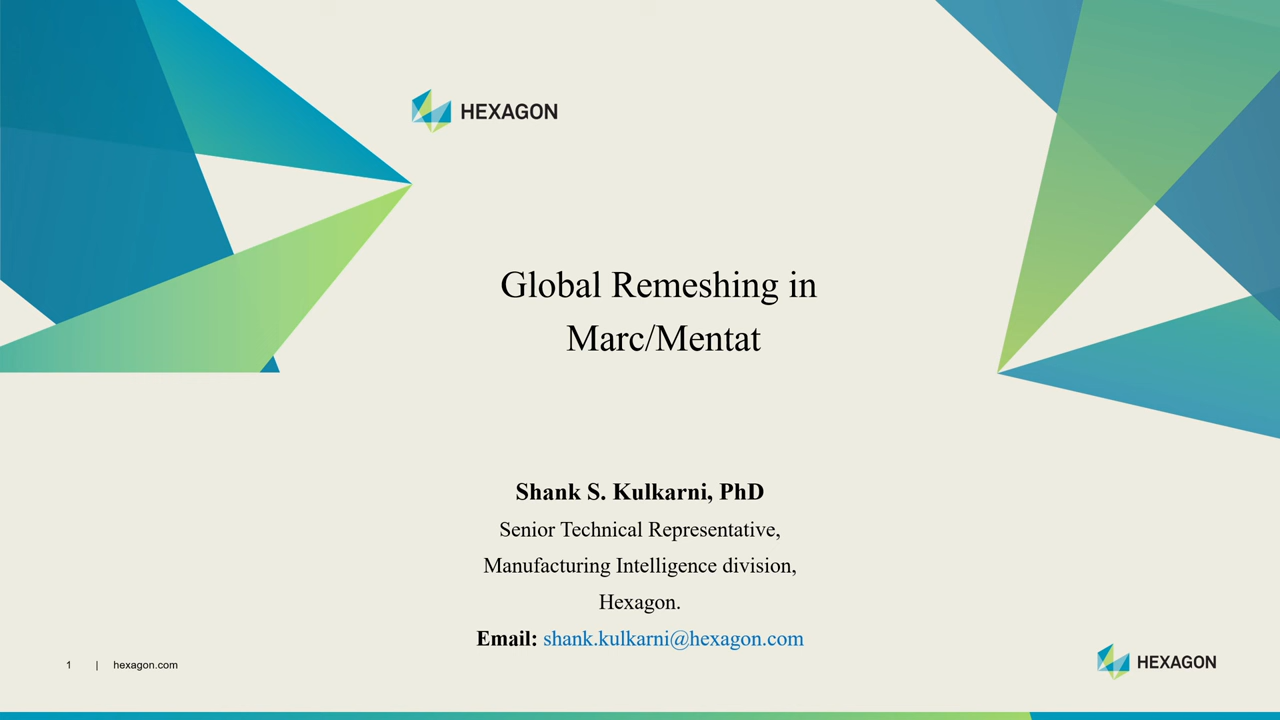 HEXAGON
Global Remeshing in
Marc/Mentat
Shank S. Kulkarni, PhD
Senior Technical Representative,
Manufacturing Intelligence division,
Hexagon.
Email: shank.kulkarni@hexagon.com
1 | hexagon.com
HEXAGON